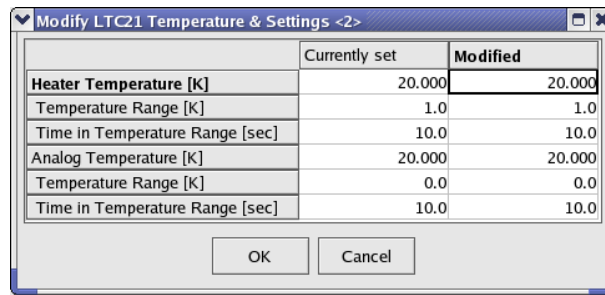 Modify LTC21 Temperature & Settings <2>
Currently set Modified
Heater Temperature [K] 20.000 20.000
Temperature Range [K] 1.0 1.0
Time in Temperature Range [sec] 10.0 10.0
Analog Temperature [K] 20.000 20.000
Temperature Range [K] 0.0 0.0
Time in Temperature Range [sec] 10.0 10.0
OK Cancel